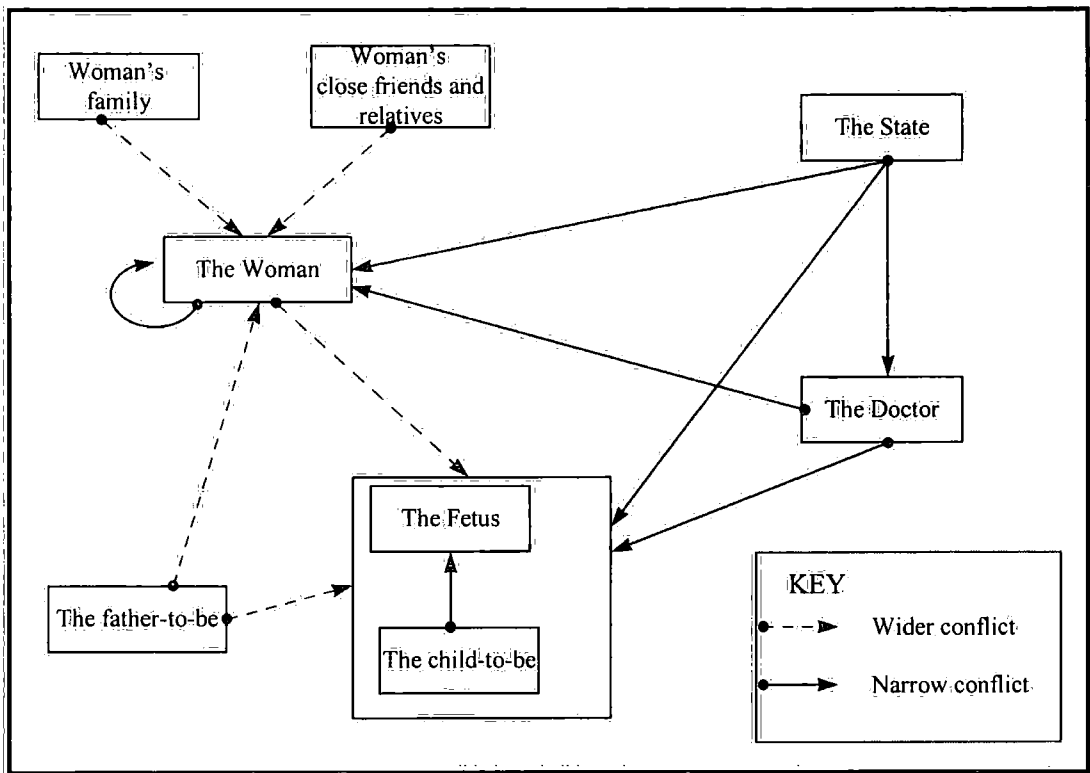 Woman's
family
Woman's
close friends and
relatives
The State
The Woman
The Doctor
The Fetus
The father-to-be
The child-to-be
KEY
Wider conflict
Narrow conflict